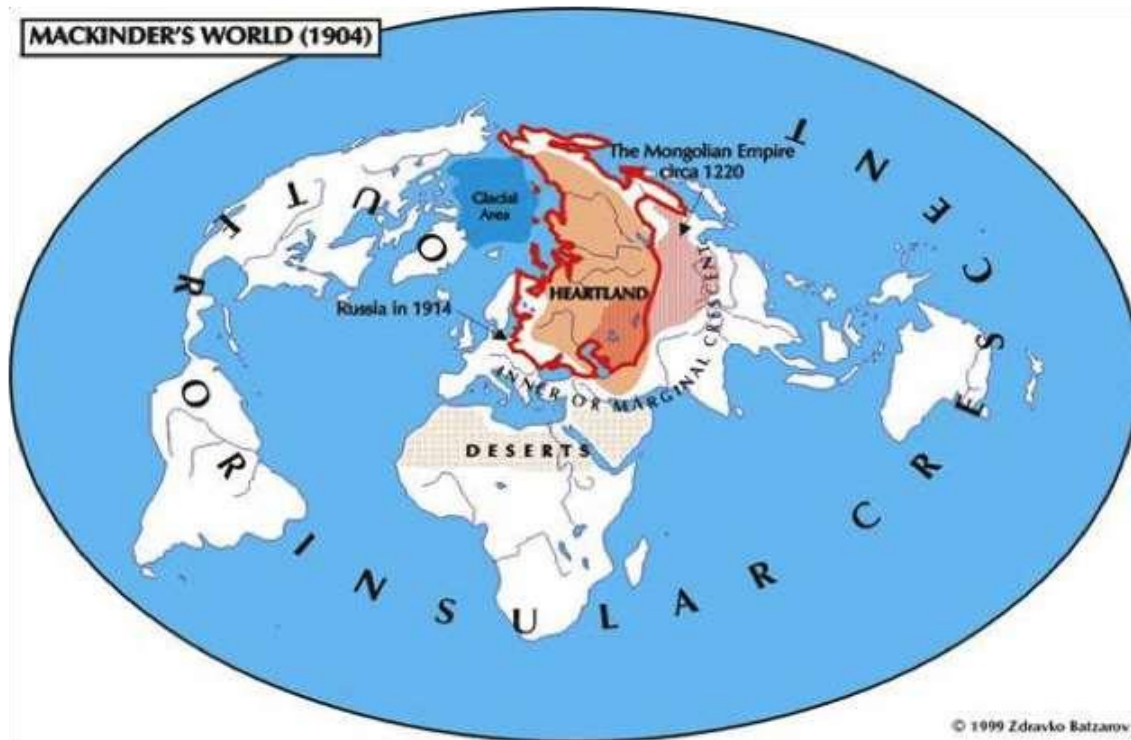 MACKINDER'S WORLD (1904)
The Mongolian Empire
circa 1220
Glacial
Area
HEARTLAND
Russia in 1914
INNER OR MARGINAL CRESCENT
DESERTS
OUTER OR INSULAR CRESCENT
© 1999 Zdravko Batzarov